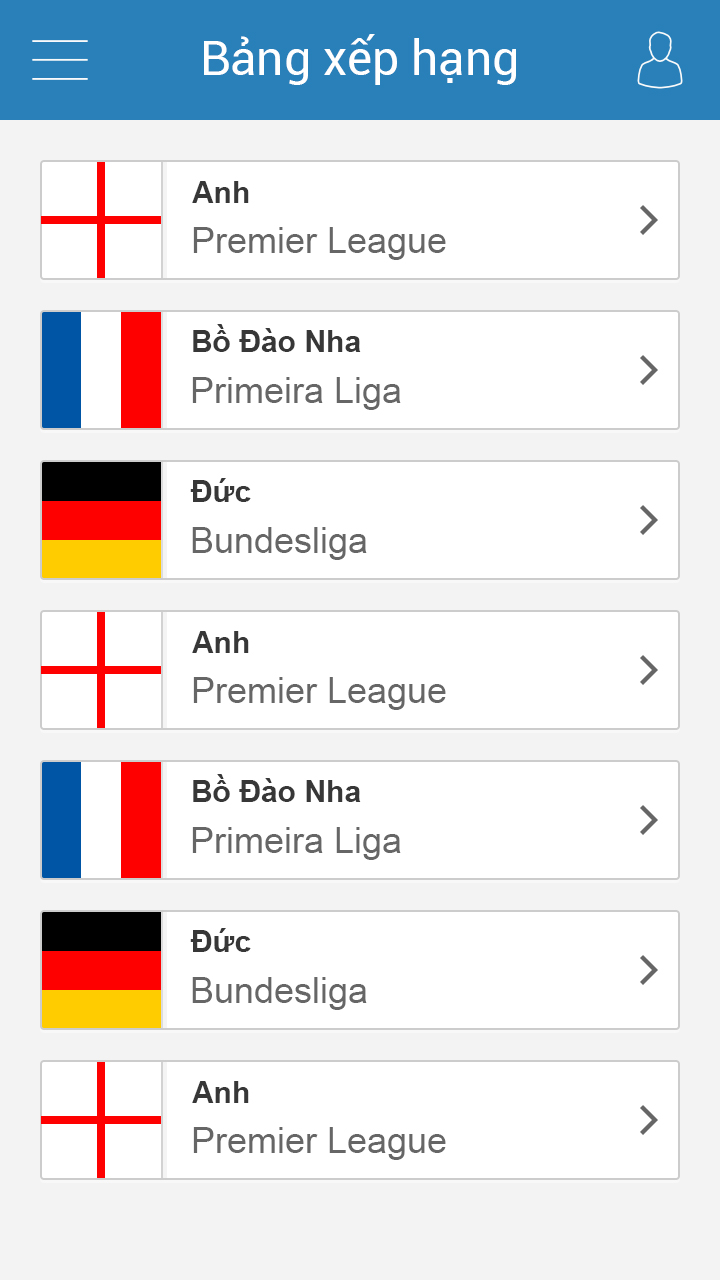 Bảng xếp hạng
Anh
Premier League
Bồ Đào Nha
Primeira Liga
Đức
Bundesliga
Anh
Premier League
Bồ Đào Nha
Primeira Liga
Đức
Bundesliga
Anh
Premier League